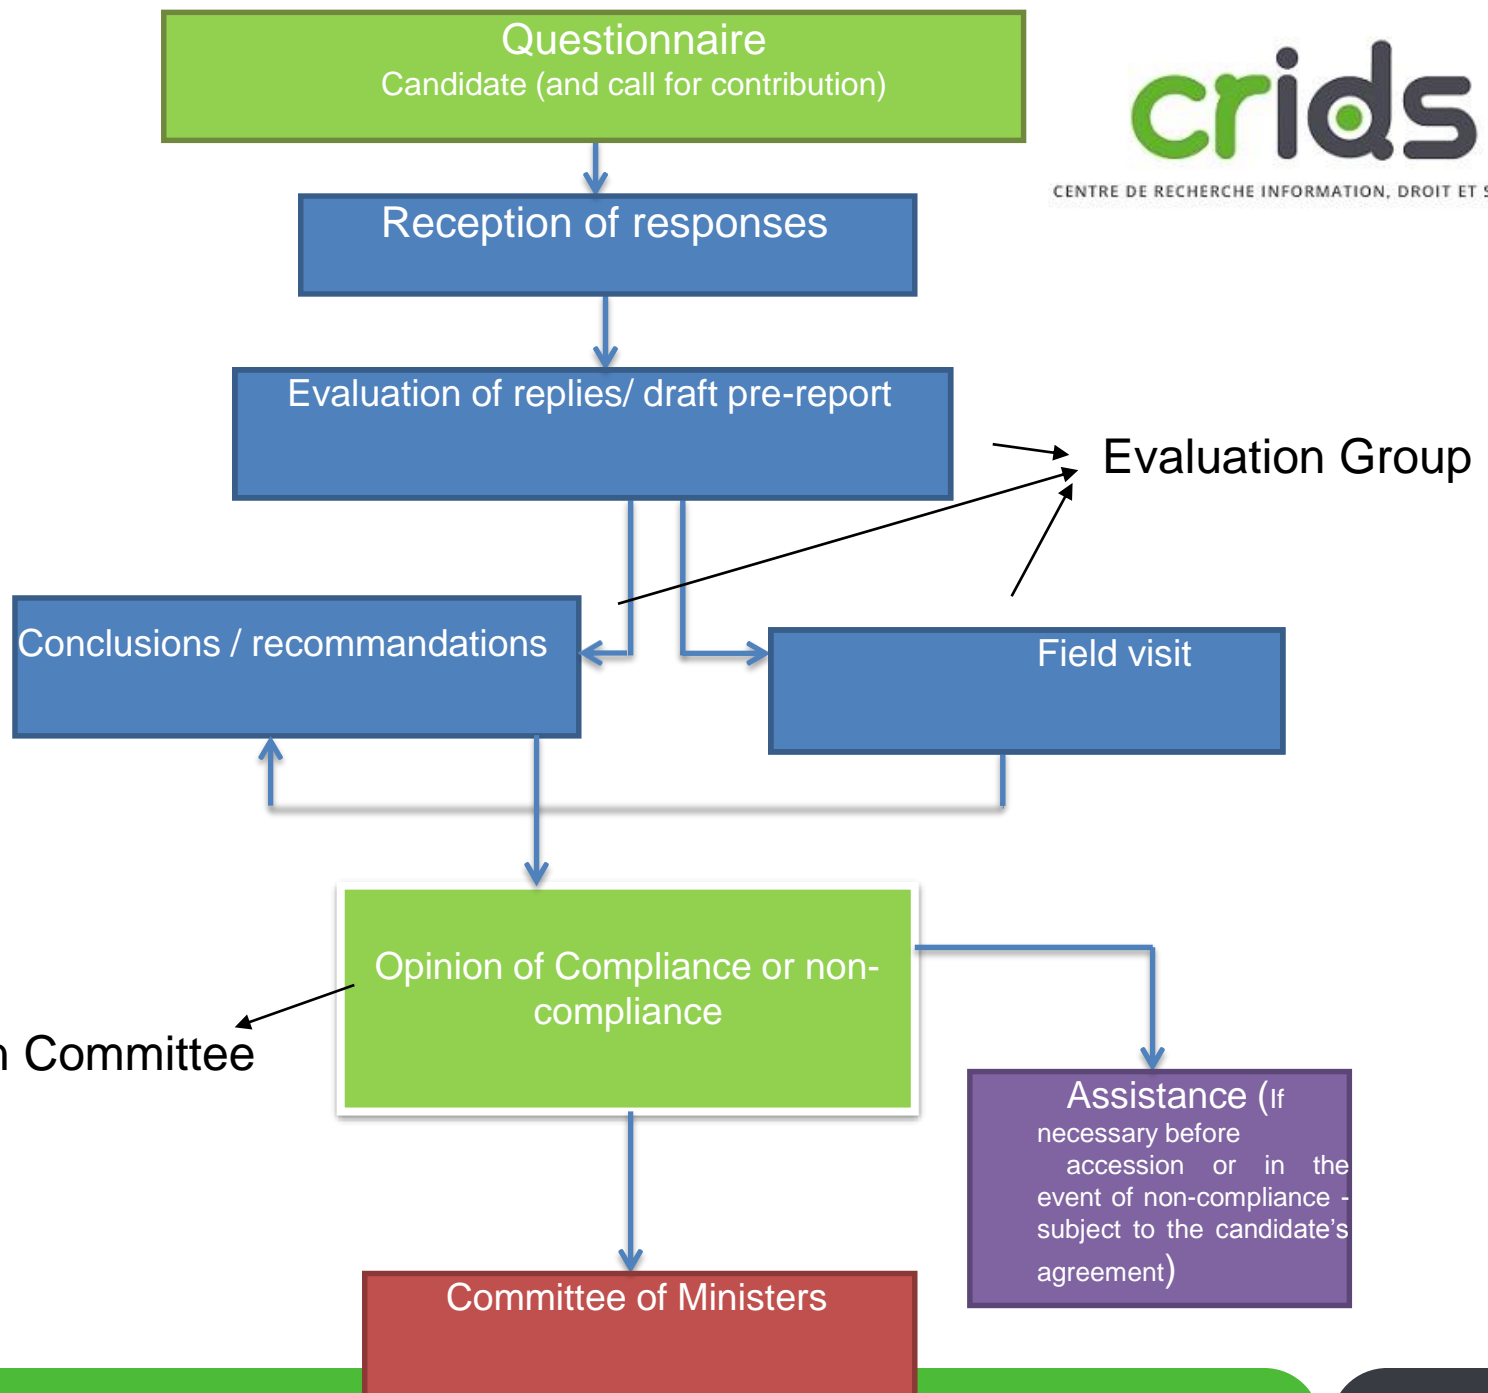 Questionnaire
Candidate (and call for contribution)
crids
CENTRE DE RECHERCHE INFORMATION, DROIT ET
Reception of responses
Evaluation of replies/ draft pre-report
Evaluation Group
Conclusions / recommandations
Field visit
Opinion of Compliance or non-
compliance
Committee
Assistance (If
necessary before
accession or in the
event of non-compliance -
subject to the candidate's
agreement)
Committee of Ministers